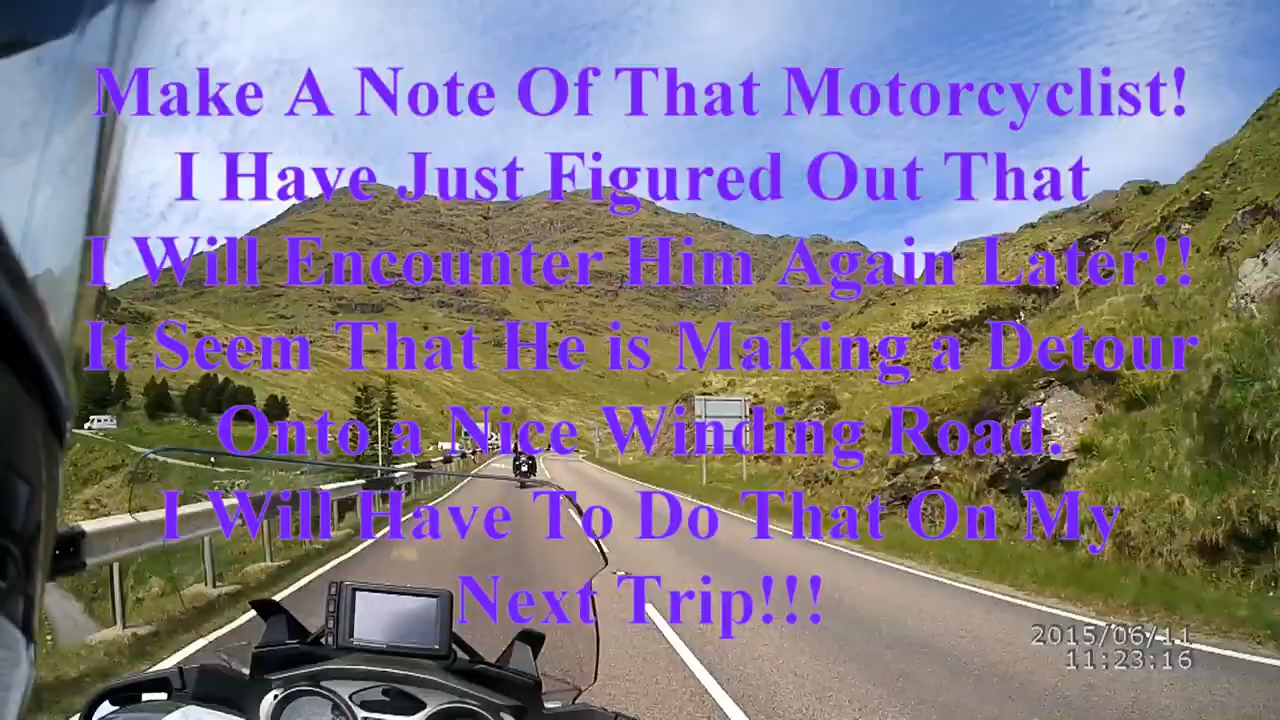 Make A Note Of That Motorcyclist!
I Have Just Figured Out That
I Will Encounter Him Again Later!!
It Seem That He is Making a Detour
Onto a Nice Winding Road.
I Will Have To Do That On My
Next Trip!!!
2015/06/11
11:23:16